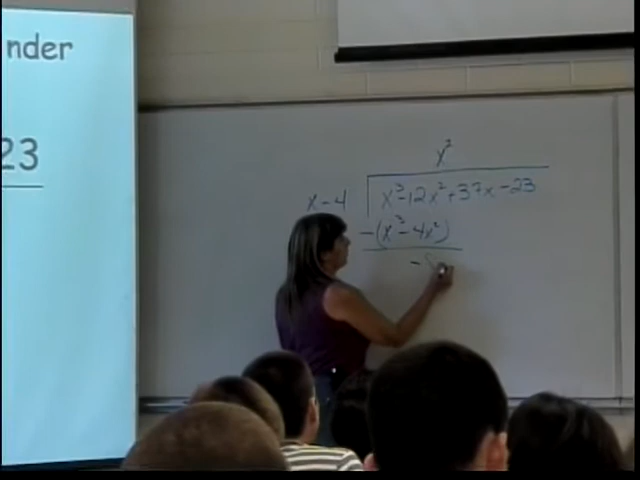 nder
23
x²
x-4
x³-12x²+37x-23
-(x³-4x²)
-